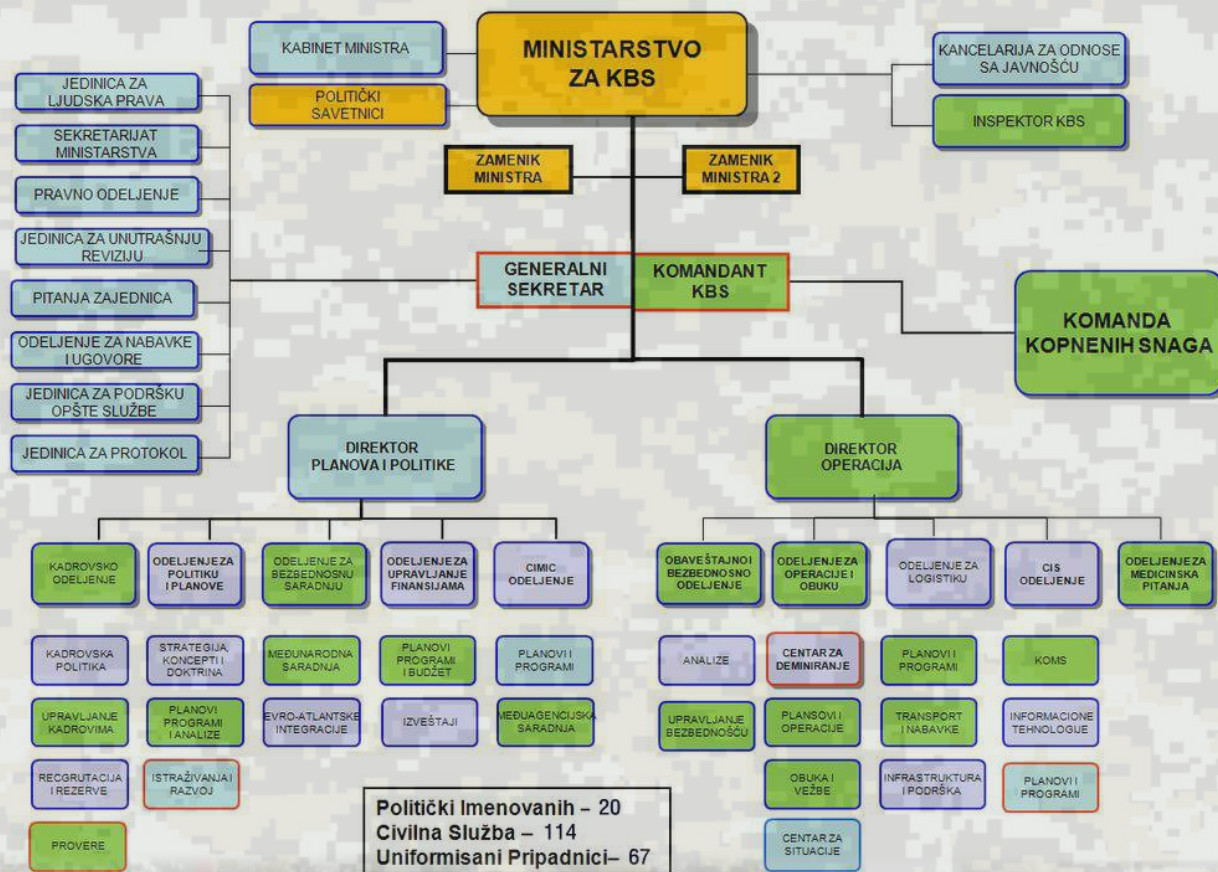 KABINET MINISTRA
POLITIČKI
SAVETNICI
MINISTARSTVO
ZA KBS
KANCELARIJA ZA ODNOSE
SA JAVNOŠĆU
INSPEKTOR KBS
ZAMENIK
MINISTRA
ZAMENIK
MINISTRA 2
JEDINICA ZA
LJUDSKA PRAVA
SEKRETARIJAT
MINISTARSTVA
PRAVNO ODELJENJE
JEDINICA ZA UNUTRAŠNJU
REVIZIJU
PITANJA ZAJEDNICA
ODELJENJE ZA NABAVKE
I UGOVORE
JEDINICA ZA PODRŠKU
OPŠTE SLUŽBE
JEDINICA ZA PROTOKOL
GENERALNI
SEKRETAR
KOMANDANT
KBS
KOMANDA
KOPNENIH SNAGA
DIREKTOR
PLANOVA I POLITIKE
DIREKTOR
OPERACIJA
KADROVSKO
ODELJENJE
ODELJENJE ZA
POLITIKU
I PLANOVE
ODELJENJE ZA
BEZBEDNOSNU
SARADNJU
ODELJENJE ZA
UPRAVLJANJE
FINANSIJAMA
CIMIC
ODELJENJE
OBAVEŠTAJNO I
BEZBEDNOSNO
ODELJENJE
ODELJENJE ZA
OPERACIJE I
OBUKU
ODELJENJE ZA
LOGISTIKU
CIS
ODELJENJE
ODELJENJE ZA
MEDICINSKA
PITANJA
KADROVSKA
POLITIKA
STRATEGIJA,
KONCEPTI I
DOKTRINA
MEĐUNARODNA
SARADNJA
PLANOVI
PROGRAMI
I BUDŽET
PLANOVI I
PROGRAMI
ANALIZE
CENTAR ZA
DEMINIRANJE
PLANOVI I
PROGRAMI
KOMS
UPRAVLJANJE
KADROVIMA
PLANOVI
PROGRAMI
I ANALIZE
EVRO-ATLANTSKE
INTEGRACIJE
IZVEŠTAJI
MEĐUAGENCIJSKA
SARADNJA
UPRAVLJANJE
BEZBEDNOŠĆU
PLANSOVI I
OPERACIJE
TRANSPORT
I NABAVKE
INFORMACIONE
TEHNOLOGIJE
RECGRUTACIJA
I REZERVE
ISTRAŽIVANJA I
RAZVOJ
OBUKA I
VEŽBE
INFRASTRUKTURA
I PODRŠKA
PLANOVI I
PROGRAMI
PROVERE
CENTAR ZA
SITUACIJE
Politički Imenovanih – 20
Civilna Služba – 114
Uniformisani Pripadnici– 67